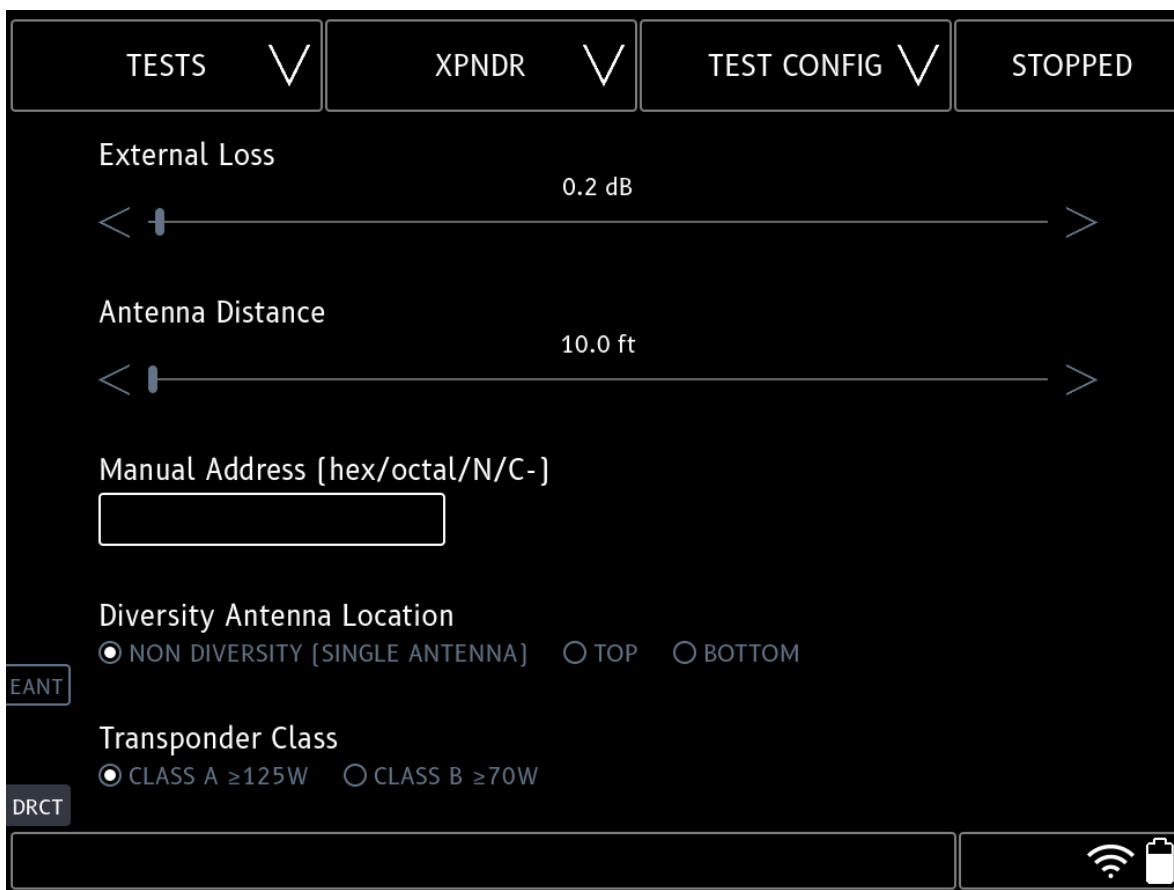 TESTS XPNDR TEST CONFIG STOPPED
External Loss
0.2 dB
Antenna Distance
10.0 ft
Manual Address (hex/octal/N/C-)
Diversity Antenna Location
NON DIVERSITY (SINGLE ANTENNA) TOP BOTTOM
EANT
Transponder Class
CLASS A ≥125W CLASS B ≥70W
DRCT